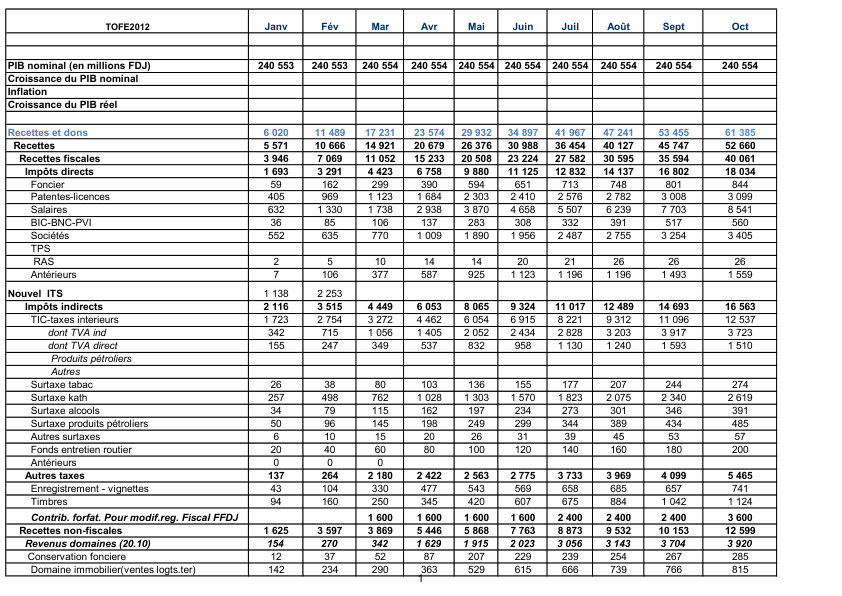 TOFE2012 Janv Fév Mar Avr Mai Juin Juil Août Sept Oct
PIB nominal (en millions FDJ) 240 553 240 553 240 554 240 554 240 554 240 554 240 554 240 554 240 554 240 554
Croissance du PIB nominal
Inflation
Croissance du PIB réel
Recettes et dons 6 020 11 489 17 231 23 574 29 932 34 897 41 967 47 241 53 455 61 385
Recettes 5 571 10 666 14 921 20 679 26 376 30 988 36 454 40 127 45 747 52 660
Recettes fiscales 3 946 7 069 11 052 15 233 20 508 23 224 27 582 30 595 35 594 40 061
Impôts directs 1 693 3 291 4 423 6 758 9 880 11 125 12 832 14 137 16 802 18 034
Foncier 59 162 299 390 594 651 713 748 801 844
Patentes-licences 405 969 1 123 1 684 2 303 2 410 2 576 2 782 3 008 3 099
Salaires 632 1 330 1 738 2 938 3 870 4 658 5 507 6 239 7 703 8 541
BIC-BNC-PVI 36 85 106 137 283 308 332 391 517 560
Sociétés 552 635 770 1 009 1 890 1 956 2 487 2 755 3 254 3 405
TPS
RAS 2 5 10 14 14 20 21 26 26 26
Antérieurs 7 106 377 587 925 1 123 1 196 1 196 1 493 1 559
Nouvel ITS 1 138 2 253
Impôts indirects 2 116 3 515 4 449 6 053 8 065 9 324 11 017 12 489 14 693 16 563
TIC-taxes interieurs 1 723 2 754 3 272 4 462 6 054 6 915 8 221 9 312 11 096 12 537
dont TVA ind 342 715 1 056 1 405 2 052 2 434 2 828 3 203 3 917 3 723
dont TVA direct 155 247 349 537 832 958 1 130 1 240 1 593 1 510
Produits pétroliers
Autres
Surtaxe tabac 26 38 80 103 136 155 177 207 244 274
Surtaxe kath 257 498 762 1 028 1 303 1 570 1 823 2 075 2 340 2 619
Surtaxe alcools 34 79 115 162 197 234 273 301 346 391
Surtaxe produits pétroliers 50 96 145 198 249 299 344 389 434 485
Autres surtaxes 6 10 15 20 26 31 39 45 53 57
Fonds entretien routier 20 40 60 80 100 120 140 160 180 200
Antérieurs 0 0 0
Autres taxes 137 264 2 180 2 422 2 563 2 775 3 733 3 969 4 099 5 465
Enregistrement - vignettes 43 104 330 477 543 569 658 685 657 741
Timbres 94 160 250 345 420 607 675 884 1 042 1 124
Contrib. forfat. Pour modif.reg. Fiscal FFDJ 1 600 1 600 1 600 1 600 2 400 2 400 2 400 3 600
Recettes non-fiscales 1 625 3 597 3 869 5 446 5 868 7 763 8 873 9 532 10 153 12 599
Revenus domaines (20.10) 154 270 342 1 629 1 915 2 023 3 056 3 143 3 704 3 920
Conservation fonciere 12 37 52 87 207 229 239 254 267 285
Domaine immobilier(ventes logts.ter) 142 234 290 363 529 615 666 739 766 815
1